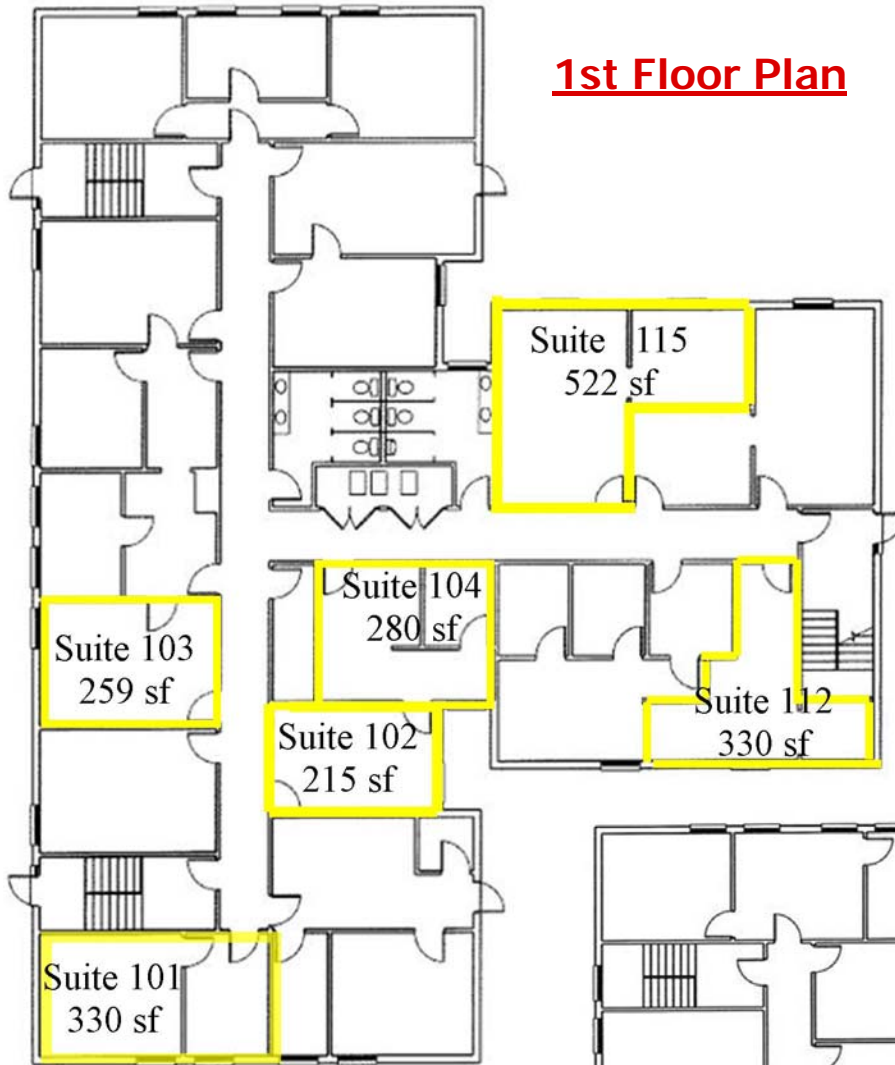 1st Floor Plan
Suite 115
522 sf
Suite 104
280 sf
Suite 103
259 sf
Suite 112
330 sf
Suite 102
215 sf
Suite 101
330 sf